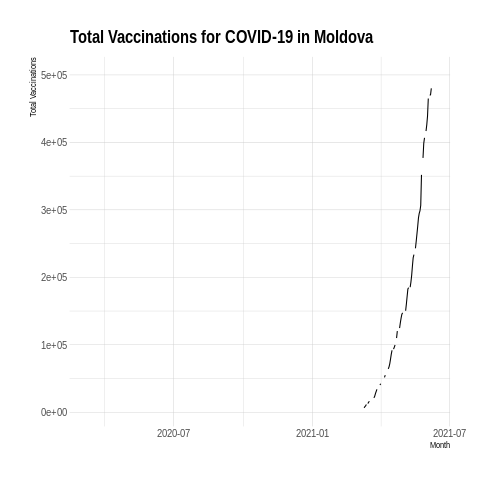 Total Vaccinations for COVID-19 in Moldova
Total Vaccinations
5e+05
4e+05
3e+05
2e+05
1e+05
0e+00
2020-07
2021-01
2021-07
Month